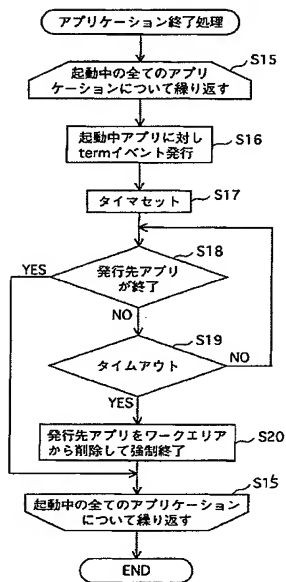 アプリケーション終了処理
S15
起動中の全てのアプリ
ケーションについて繰り返す
S16
起動中アプリに対し
termイベント発行
S17
タイマセット
S18
YES
発行先アプリ
が終了
NO
S19
タイムアウト
NO
YES
S20
発行先アプリをワークエリア
から削除して強制終了
S15
起動中の全てのアプリケーション
について繰り返す
END